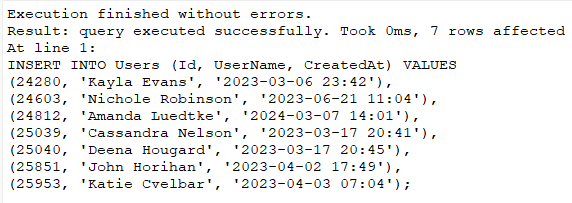 Execution finished without errors.
Result: query executed successfully. Took 0ms, 7 rows affected
At line 1:
INSERT INTO Users (Id, UserName, CreatedAt) VALUES
(24280, 'Kayla Evans', '2023-03-06 23:42'),
(24603, 'Nichole Robinson', '2023-06-21 11:04'),
(24812, 'Amanda Luedtke', '2024-03-07 14:01'),
(25039, 'Cassandra Nelson', '2023-03-17 20:41'),
(25040, 'Deena Hougard', '2023-03-17 20:45'),
(25851, 'John Horihan', '2023-04-02 17:49'),
(25953, 'Katie Cvelbar', '2023-04-03 07:04');